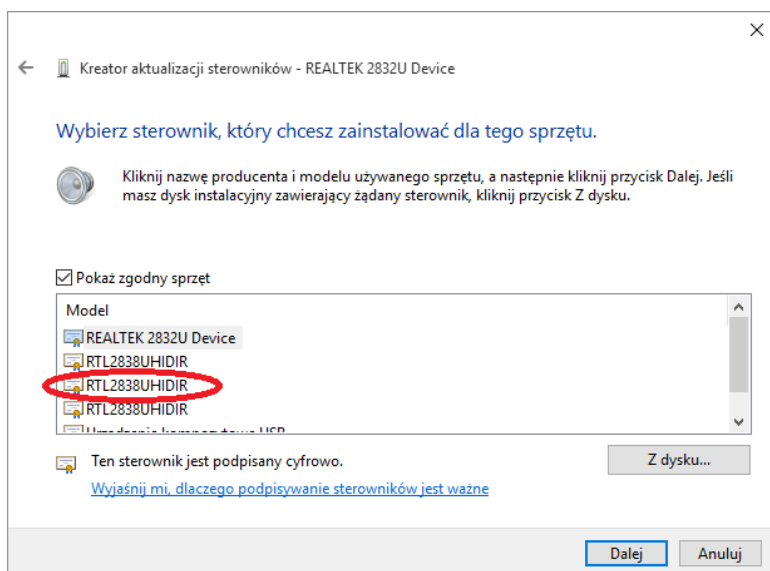 Kreator aktualizacji sterowników - REALTEK 2832U Device
Wybierz sterownik, który chcesz zainstalować dla tego sprzętu.
Kliknij nazwę producenta i modelu używanego sprzętu, a następnie kliknij przycisk Dalej. Jeśli
masz dysk instalacyjny zawierający żądany sterownik, kliknij przycisk Z dysku.
Pokaż zgodny sprzęt
Model
REALTEK 2832U Device
RTL2838UHIDIR
RTL2838UHIDIR
RTL2838UHIDIR
Urządzenie kompozytowe USB
Ten sterownik jest podpisany cyfrowo.
Z dysku...
Wyjaśnij mi, dlaczego podpisywanie sterowników jest ważne
Dalej
Anuluj